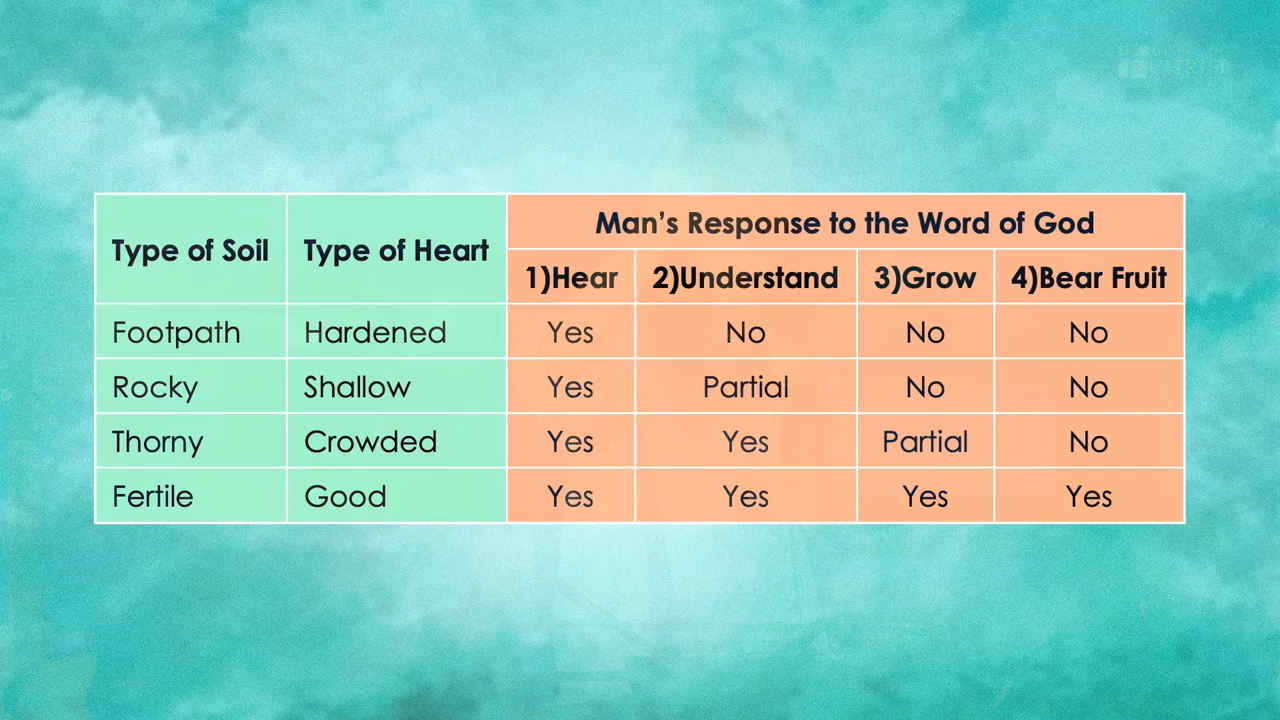 Man's Response to the Word of God
Type of Soil Type of Heart
1)Hear 2)Understand 3)Grow 4)Bear Fruit
Footpath Hardened Yes No No No
Rocky Shallow Yes Partial No No
Thorny Crowded Yes Yes Partial No
Fertile Good Yes Yes Yes Yes
CHRIST